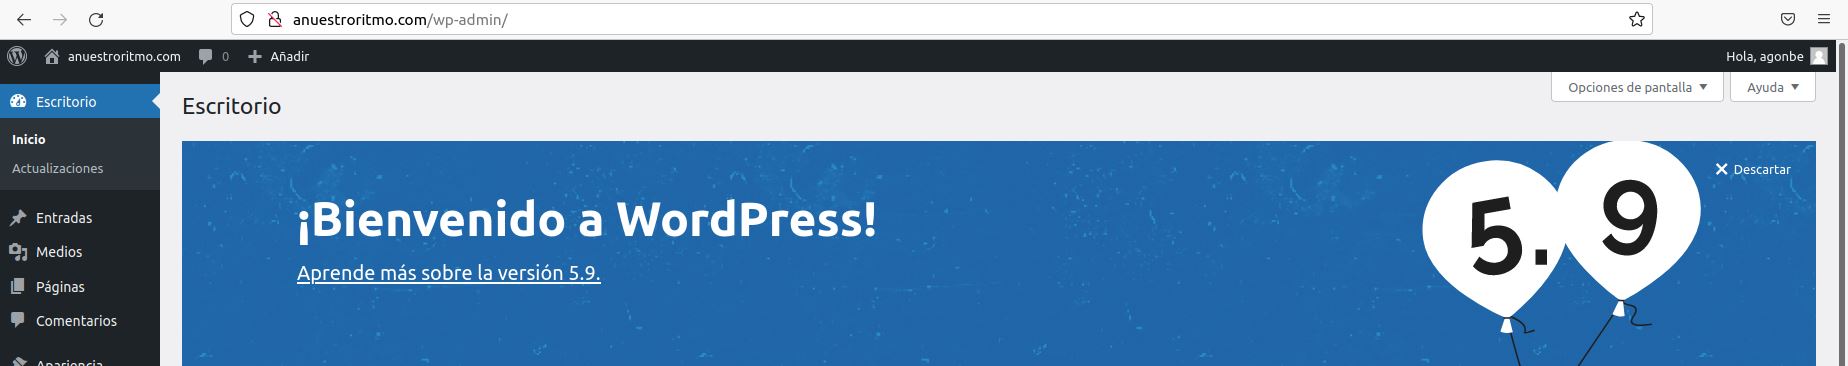 anuestroritmo.com/wp-admin/
anuestroritmo.com 0 Añadir Hola, agonbe
Escritorio
Inicio
Actualizaciones
Entradas
Medios
Páginas
Comentarios
Apariencia
Opciones de pantalla Ayuda
Escritorio
Descartar
¡Bienvenido a WordPress!
Aprende más sobre la versión 5.9.
5.9